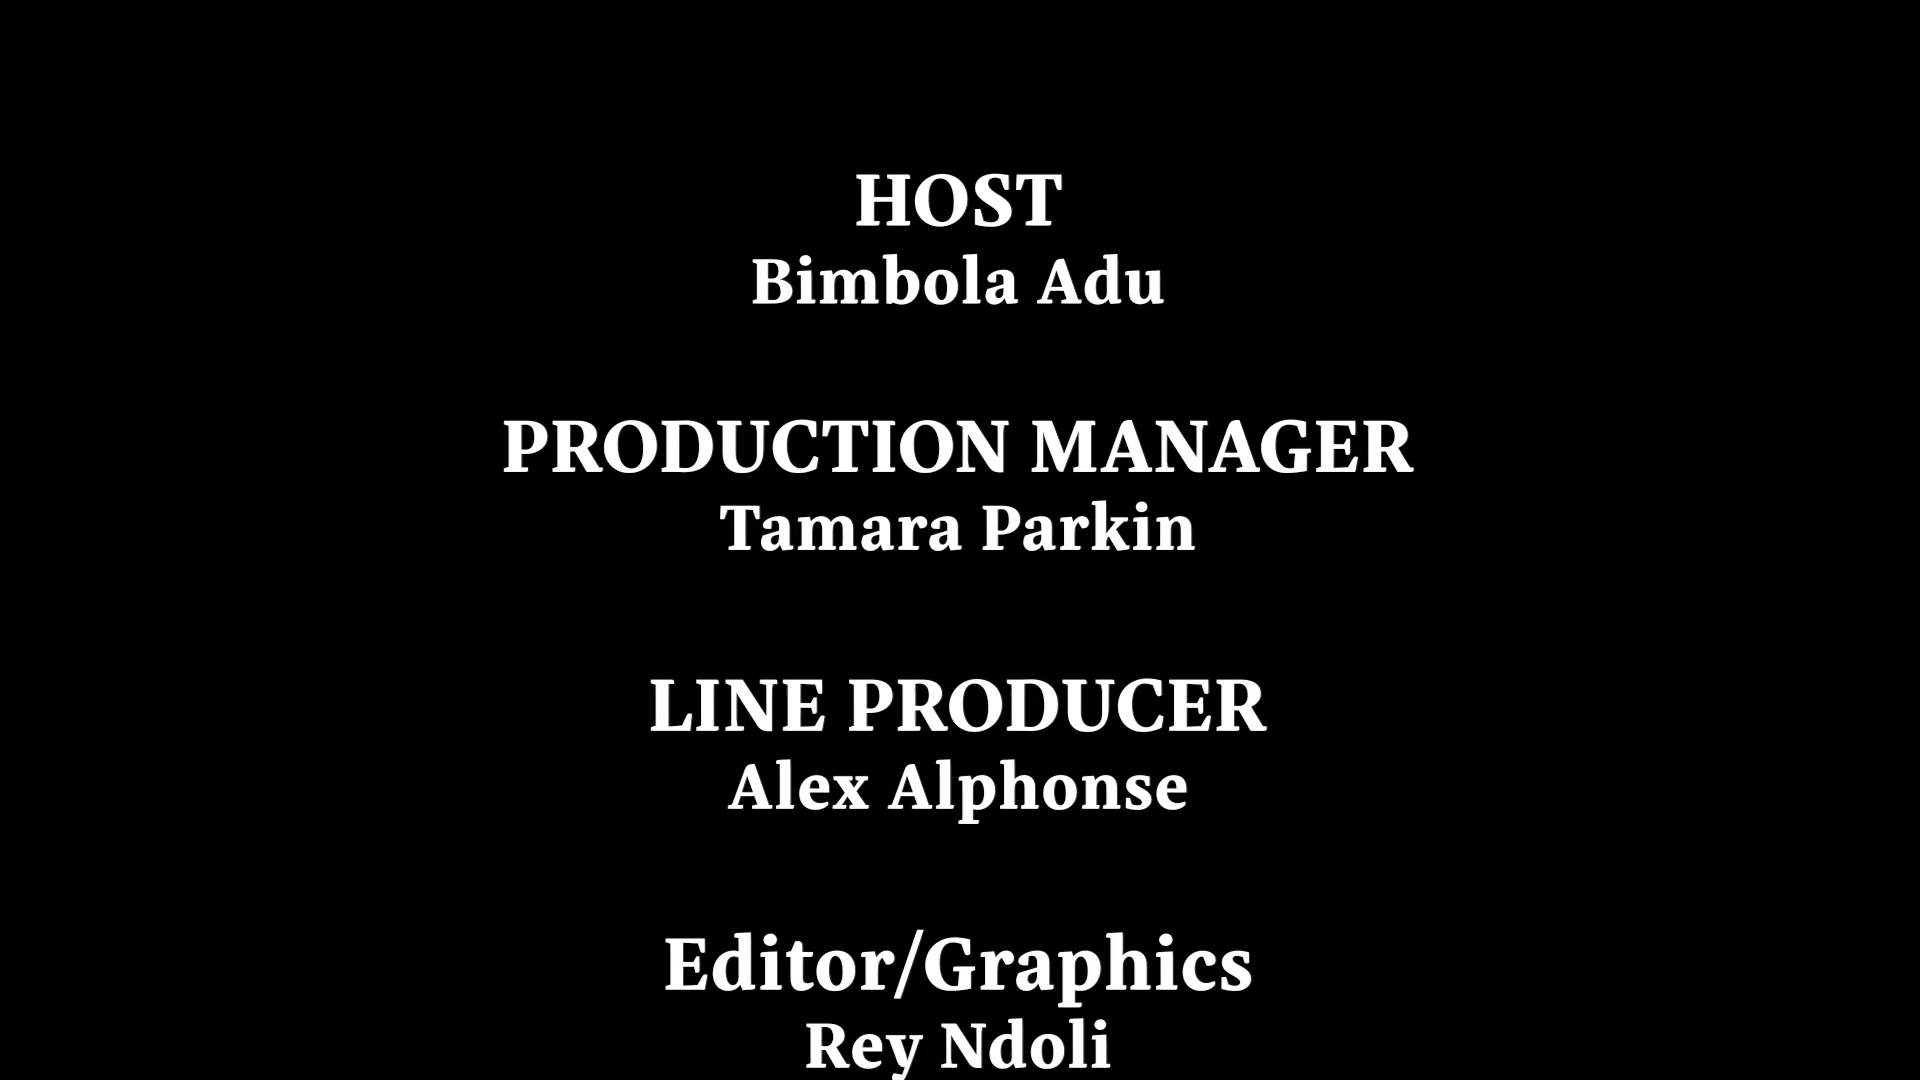 HOST
Bimbola Adu
PRODUCTION MANAGER
Tamara Parkin
LINE PRODUCER
Alex Alphonse
Editor/Graphics
Rey Ndoli